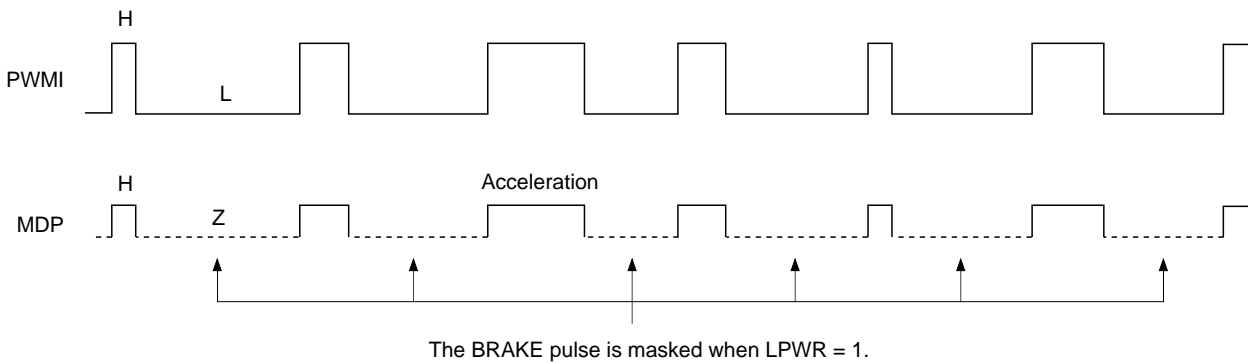 H
PWMI
L
H
Acceleration
MDP
Z
The BRAKE pulse is masked when LPWR = 1.